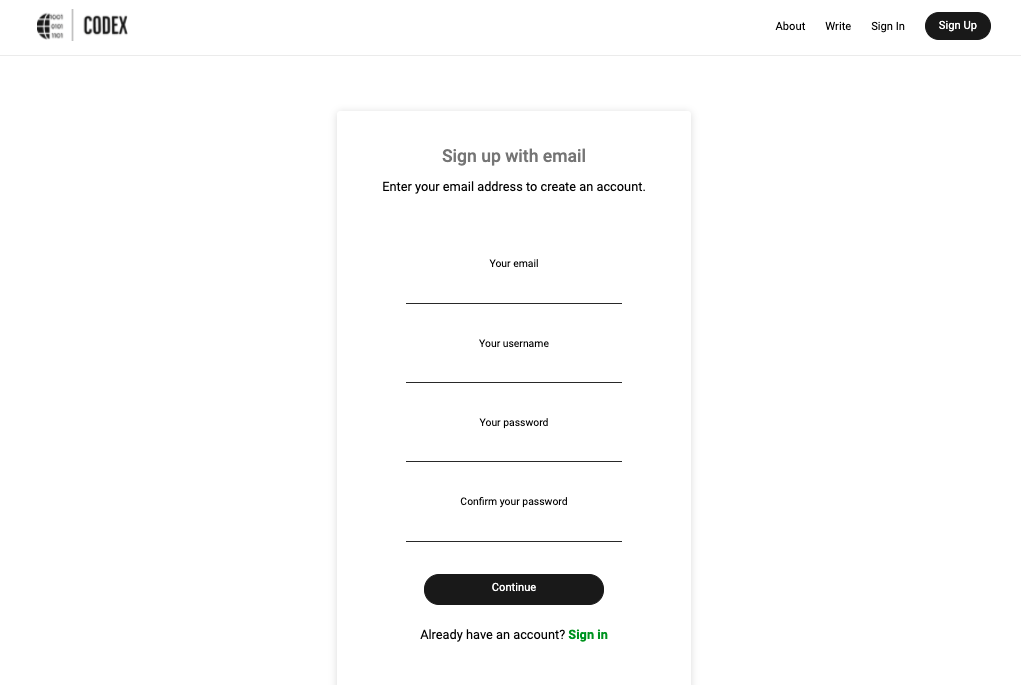 1001
0101
1101
CODEX
About
Write
Sign In
Sign Up
Sign up with email
Enter your email address to create an account.
Your email
Your username
Your password
Confirm your password
Continue
Already have an account? Sign in